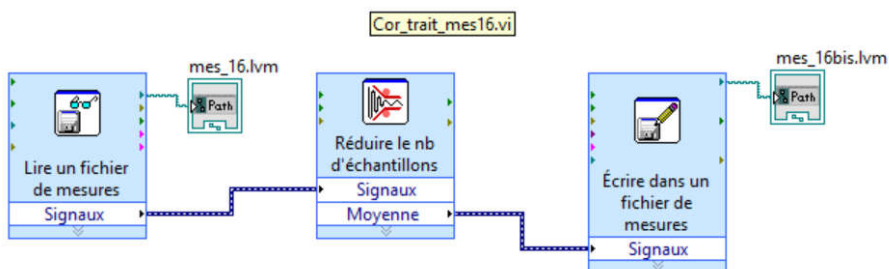 Cor_trait_mes16.vi
mes_16.lvm
Path
Lire un fichier
de mesures
Signaux
Réduire le nb
d'échantillons
Signaux
Moyenne
mes_16bis.lvm
Path
Écrire dans un
fichier de
mesures
Signaux